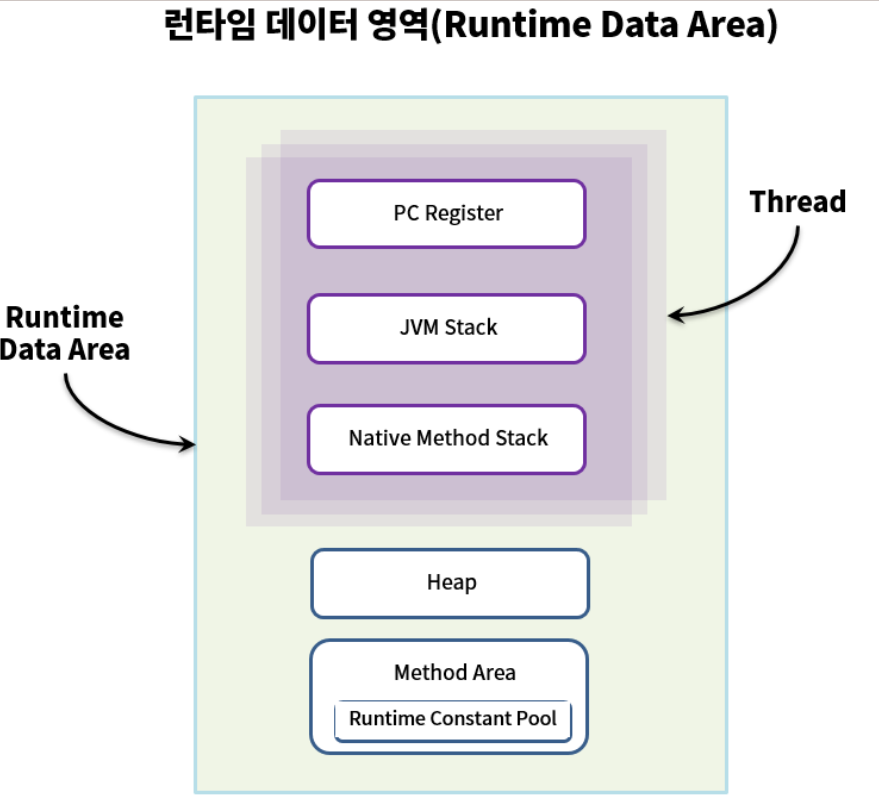 런타임 데이터 영역(Runtime Data Area)
PC Register
Thread
Runtime
Data Area
JVM Stack
Native Method Stack
Heap
Method Area
Runtime Constant Pool